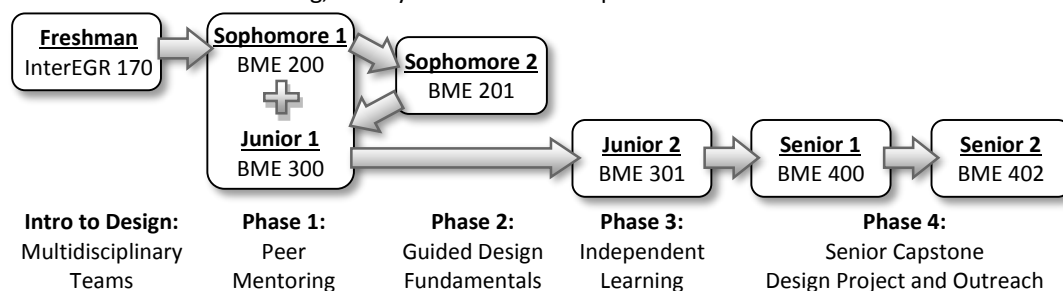 Freshman
InterEGR 170
Sophomore 1
BME 200
Junior 1
BME 300
Sophomore 2
BME 201
Junior 2
BME 301
Senior 1
BME 400
Senior 2
BME 402
Intro to Design:
Multidisciplinary
Teams
Phase 1:
Peer
Mentoring
Phase 2:
Guided Design
Fundamentals
Phase 3:
Independent
Learning
Phase 4:
Senior Capstone
Design Project and Outreach